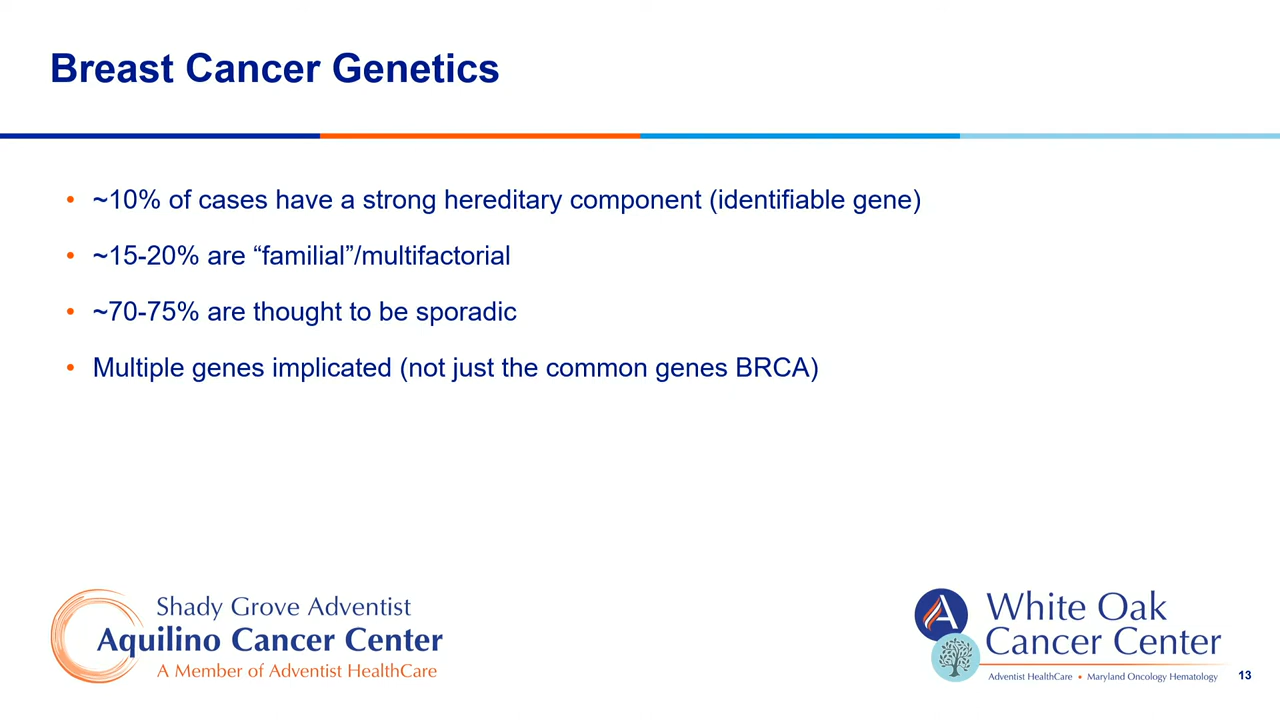 Breast Cancer Genetics
• ~10% of cases have a strong hereditary component (identifiable gene)
• ~15-20% are “familial”/multifactorial
• ~70-75% are thought to be sporadic
• Multiple genes implicated (not just the common genes BRCA)
Shady Grove Adventist
Aquilino Cancer Center
A Member of Adventist HealthCare
A
White Oak
Cancer Center
Adventist HealthCare • Maryland Oncology Hematology
13